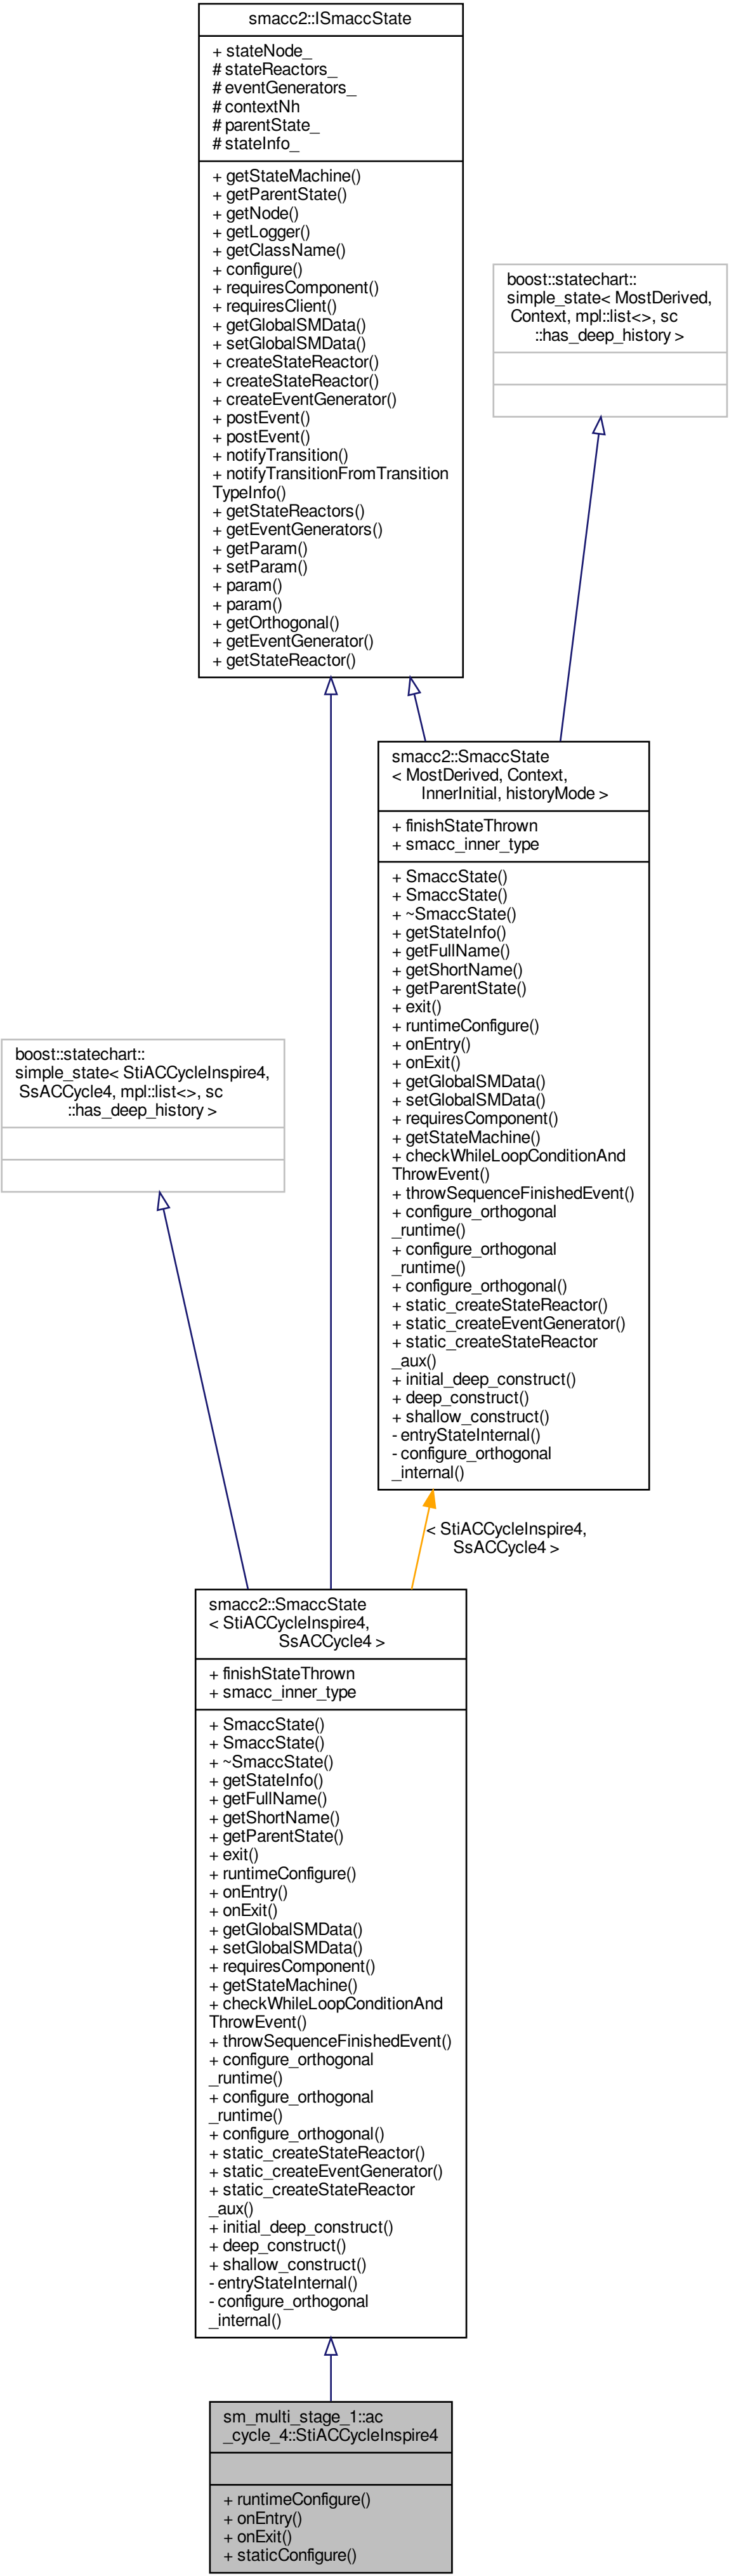 smacc2::ISmaccState
+ stateNode_
# stateReactors_
# eventGenerators_
# contextNh
# parentState_
# stateInfo_
+ getStateMachine()
+ getParentState()
+ getNode()
+ getLogger()
+ getClassName()
+ configure()
+ requiresComponent()
+ requiresClient()
+ getGlobalSMData()
+ setGlobalSMData()
+ createStateReactor()
+ createStateReactor()
+ createEventGenerator()
+ postEvent()
+ postEvent()
+ notifyTransition()
+ notifyTransitionFromTransition
TypeInfo()
+ getStateReactors()
+ getEventGenerators()
+ getParam()
+ setParam()
+ param()
+ param()
+ getOrthogonal()
+ getEventGenerator()
+ getStateReactor()
boost::statechart::
simple_state< MostDerived,
Context, mpl::list<>, sc
::has_deep_history >
smacc2::SmaccState
< MostDerived, Context,
InnerInitial, historyMode >
+ finishStateThrown
+ smacc_inner_type
+ SmaccState()
+ SmaccState()
+ ~SmaccState()
+ getStateInfo()
+ getFullName()
+ getShortName()
+ getParentState()
+ exit()
+ runtimeConfigure()
+ onEntry()
+ onExit()
+ getGlobalSMData()
+ setGlobalSMData()
+ requiresComponent()
+ getStateMachine()
+ checkWhileLoopConditionAnd
ThrowEvent()
+ throwSequenceFinishedEvent()
+ configure_orthogonal
_runtime()
+ configure_orthogonal
_runtime()
+ configure_orthogonal()
+ static_createStateReactor()
+ static_createEventGenerator()
+ static_createStateReactor
_aux()
+ initial_deep_construct()
+ deep_construct()
+ shallow_construct()
- entryStateInternal()
- configure_orthogonal
_internal()
boost::statechart::
simple_state< StiACCycleInspire4,
SsACCycle4, mpl::list<>, sc
::has_deep_history >
< StiACCycleInspire4,
SsACCycle4 >
smacc2::SmaccState
< StiACCycleInspire4,
SsACCycle4 >
+ finishStateThrown
+ smacc_inner_type
+ SmaccState()
+ SmaccState()
+ ~SmaccState()
+ getStateInfo()
+ getFullName()
+ getShortName()
+ getParentState()
+ exit()
+ runtimeConfigure()
+ onEntry()
+ onExit()
+ getGlobalSMData()
+ setGlobalSMData()
+ requiresComponent()
+ getStateMachine()
+ checkWhileLoopConditionAnd
ThrowEvent()
+ throwSequenceFinishedEvent()
+ configure_orthogonal
_runtime()
+ configure_orthogonal
_runtime()
+ configure_orthogonal()
+ static_createStateReactor()
+ static_createEventGenerator()
+ static_createStateReactor
_aux()
+ initial_deep_construct()
+ deep_construct()
+ shallow_construct()
- entryStateInternal()
- configure_orthogonal
_internal()
sm_multi_stage_1::ac
_cycle_4::StiACCycleInspire4
+ runtimeConfigure()
+ onEntry()
+ onExit()
+ staticConfigure()